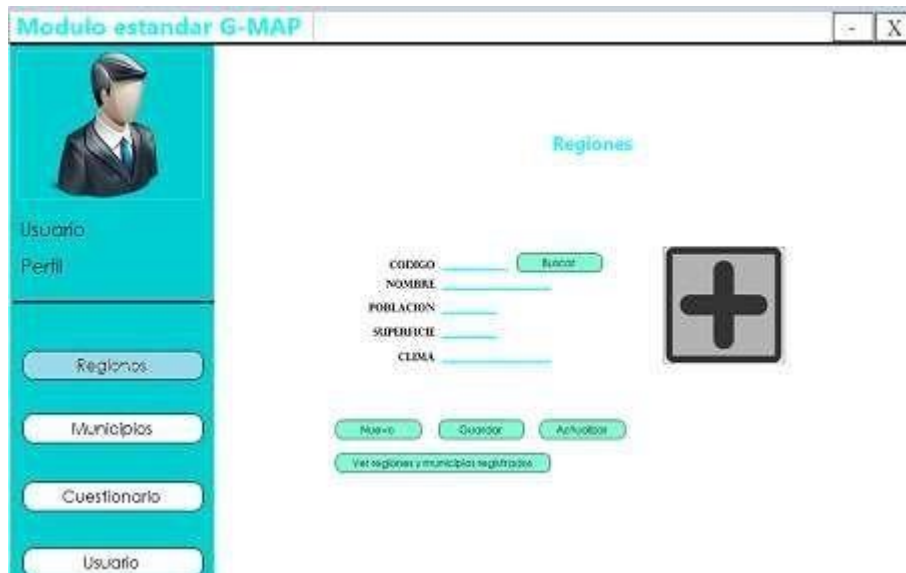 Modulo estandar G-MAP
- X
Regiones
Usuario
Perfil
CODIGO Buscar
NOMBRE
POBLACION
SUPERFICIE
CLIMA
Regiones
Municipios
Nuevo Guardar Actualizar
Ver regiones y municipios registrados
Cuestionario
Usuario